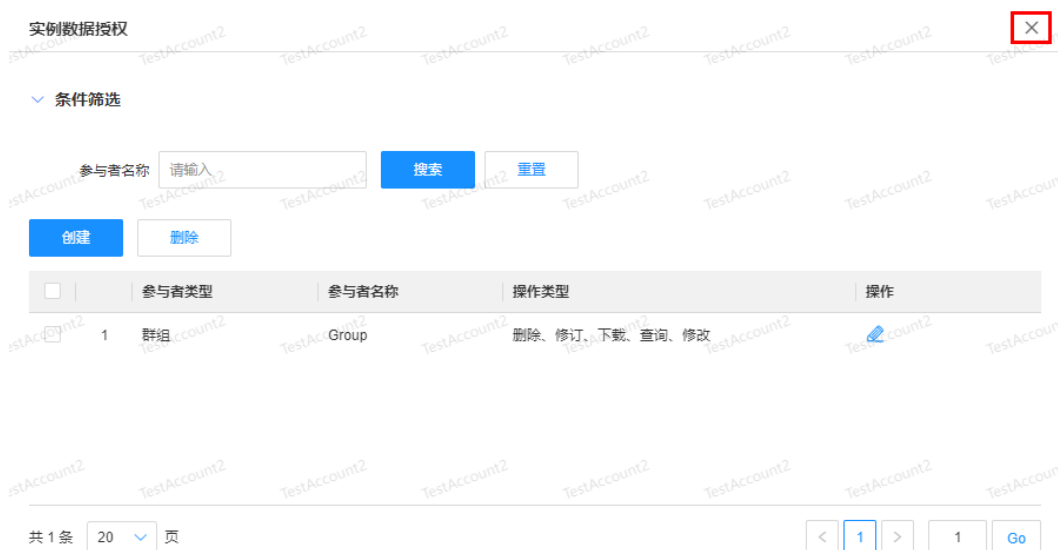 实例数据授权
条件筛选
参与者名称 请输入 搜索 重置
创建 删除
参与者类型 参与者名称 操作类型 操作
1 群组 Group 删除、修订、下载、查询、修改
共 1 条 20 页 < 1 > 1 Go
TestAccount2